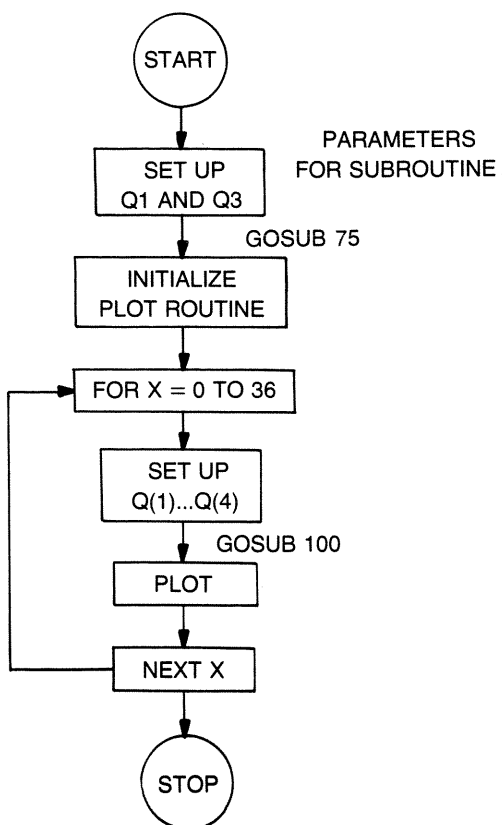 START
PARAMETERS
FOR SUBROUTINE
SET UP
Q1 AND Q3
GOSUB 75
INITIALIZE
PLOT ROUTINE
FOR X = 0 TO 36
SET UP
Q(1)...Q(4)
GOSUB 100
PLOT
NEXT X
STOP